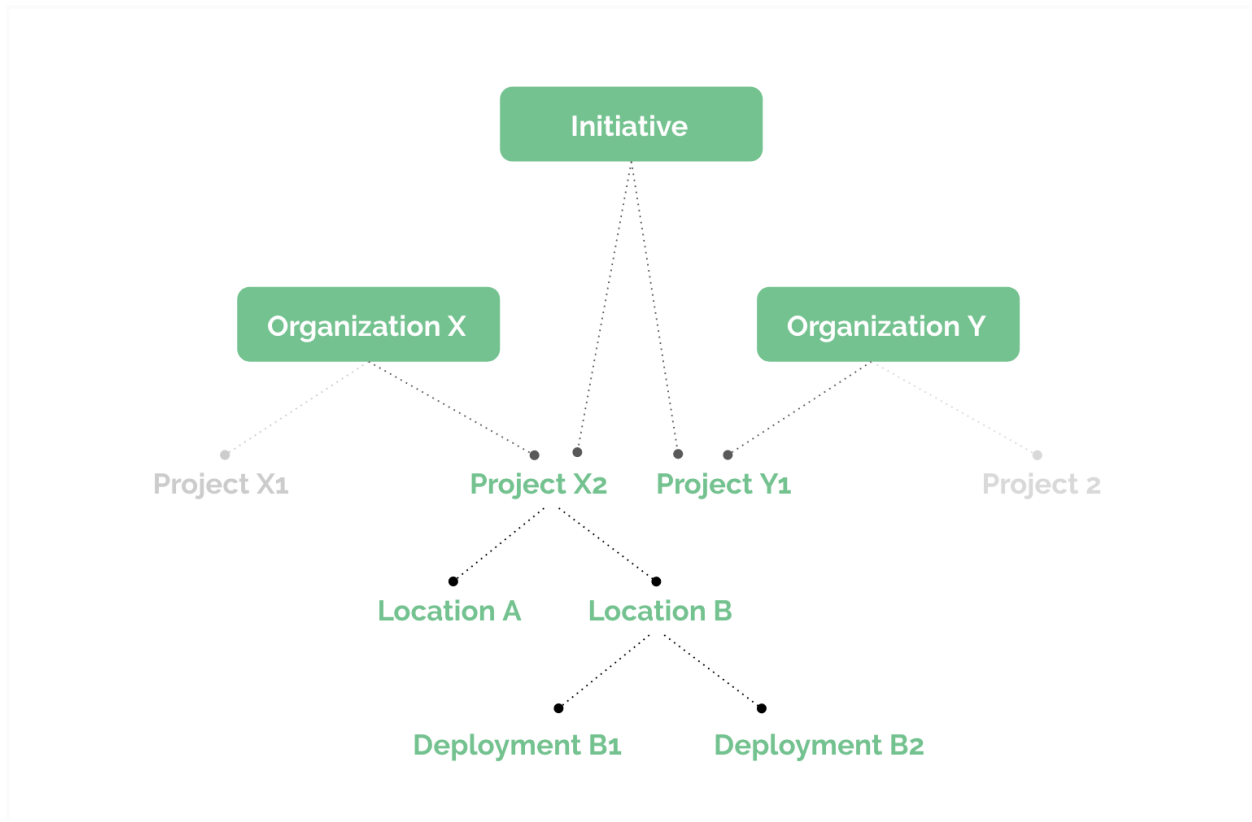 Initiative
Organization X
Organization Y
Project X1
Project X2
Project Y1
Project 2
Location A
Location B
Deployment B1
Deployment B2